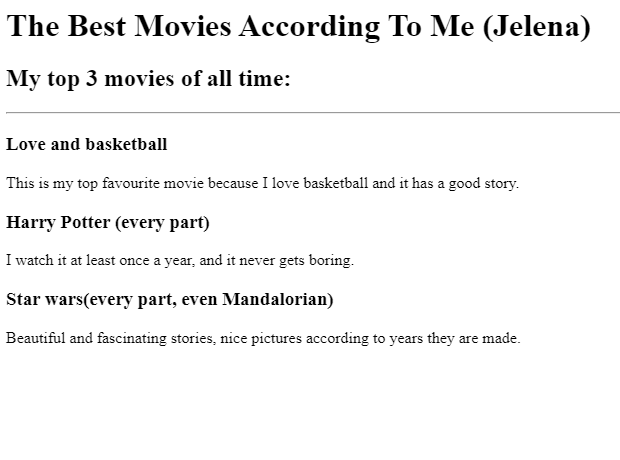 The Best Movies According To Me (Jelena)
My top 3 movies of all time:
Love and basketball
This is my top favourite movie because I love basketball and it has a good story.
Harry Potter (every part)
I watch it at least once a year, and it never gets boring.
Star wars(every part, even Mandalorian)
Beautiful and fascinating stories, nice pictures according to years they are made.